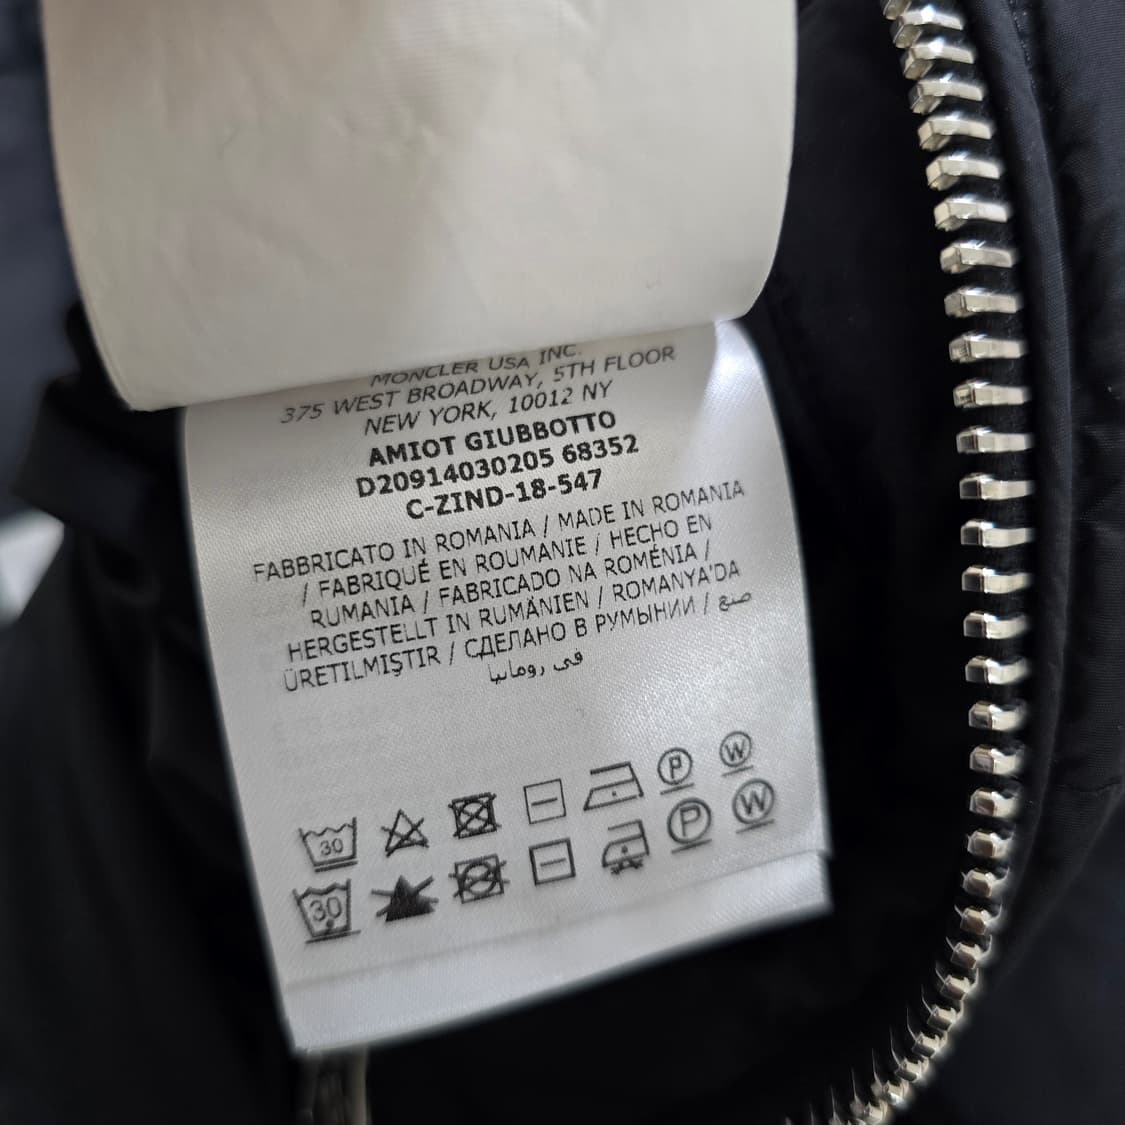 MONCLER USA INC.
375 WEST BROADWAY, 5TH FLOOR
NEW YORK, 10012 NY
AMIOT GIUBBOTTO
D20914030205 68352
C-ZIND-18-547
FABBRICATO IN ROMANIA / MADE IN ROMANIA
/ FABRIQUÉ EN ROUMANIE / HECHO EN
RUMANIA / FABRICADO NA ROMÉNIA /
HERGESTELLT IN RUMÄNIEN / ROMANYA'DA
ÜRETILMIŞTIR / СДЕЛАНО В РУМЫНИИ / صنع
في رومانيا
30 P W
30 P W